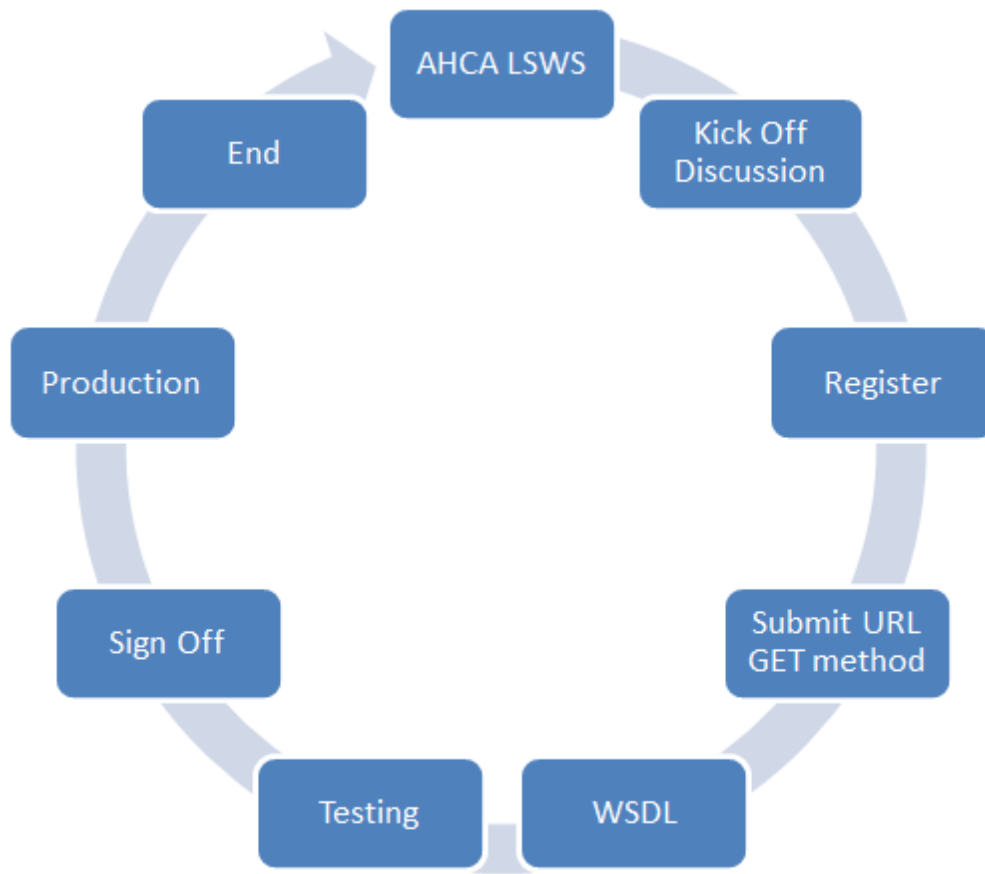 AHCA LSWS
Kick Off
Discussion
Register
Submit URL
GET method
WSDL
Testing
Sign Off
Production
End